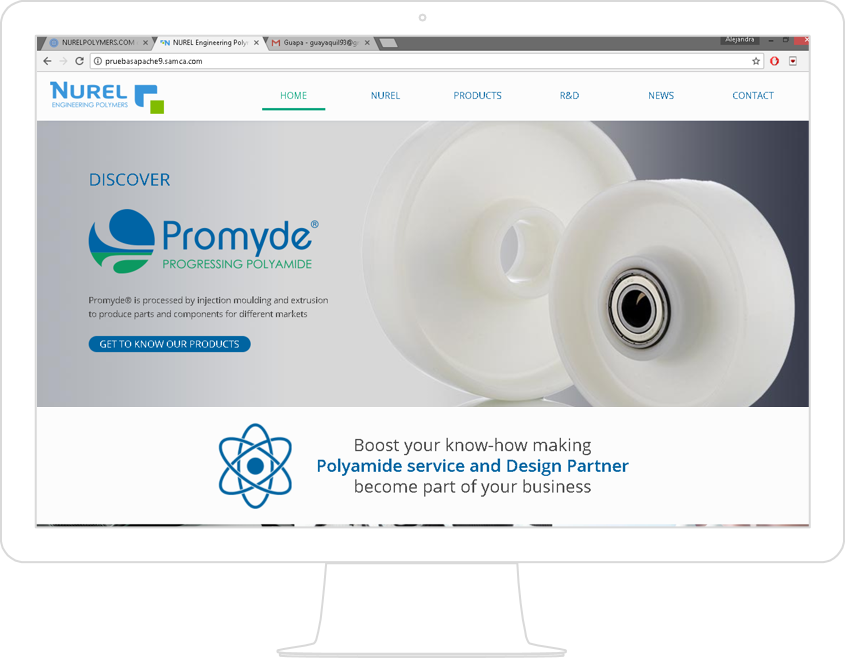 NURELPOLYMERS.COM
NUREL Engineering Poly
Guapa - guayaquil93@g
Alejandra
pruebasapache9.samca.com
NUREL
ENGINEERING POLYMERS
HOME
NUREL
PRODUCTS
R&D
NEWS
CONTACT
DISCOVER
Promyde®
PROGRESSING POLYAMIDE
Promyde® is processed by injection moulding and extrusion
to produce parts and components for different markets
GET TO KNOW OUR PRODUCTS
Boost your know-how making
Polyamide service and Design Partner
become part of your business